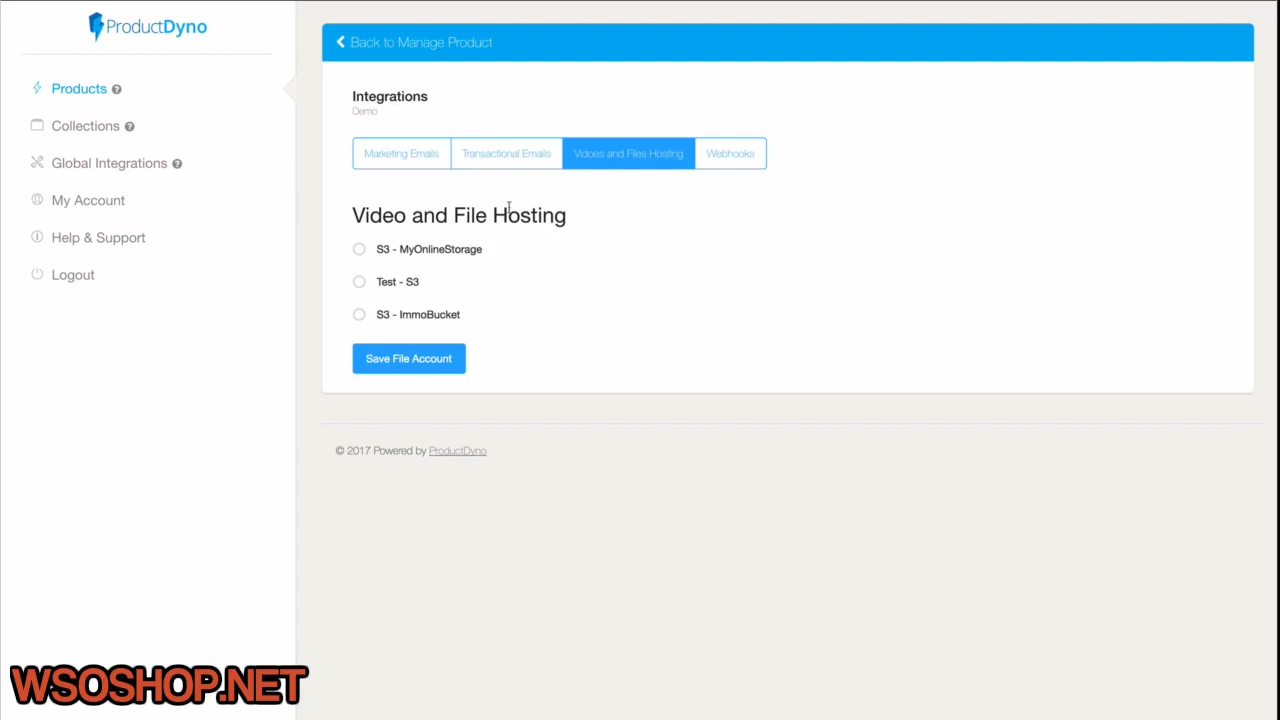 ProductDyno
Back to Manage Product
Products
Collections
Global Integrations
My Account
Help & Support
Logout
Integrations
Demo
Marketing Emails
Transactional Emails
Vidoes and Files Hosting
Webhooks
Video and File Hosting
S3 - MyOnlineStorage
Test - S3
S3 - ImmoBucket
Save File Account
© 2017 Powered by ProductDyno
WSOSHOP.NET